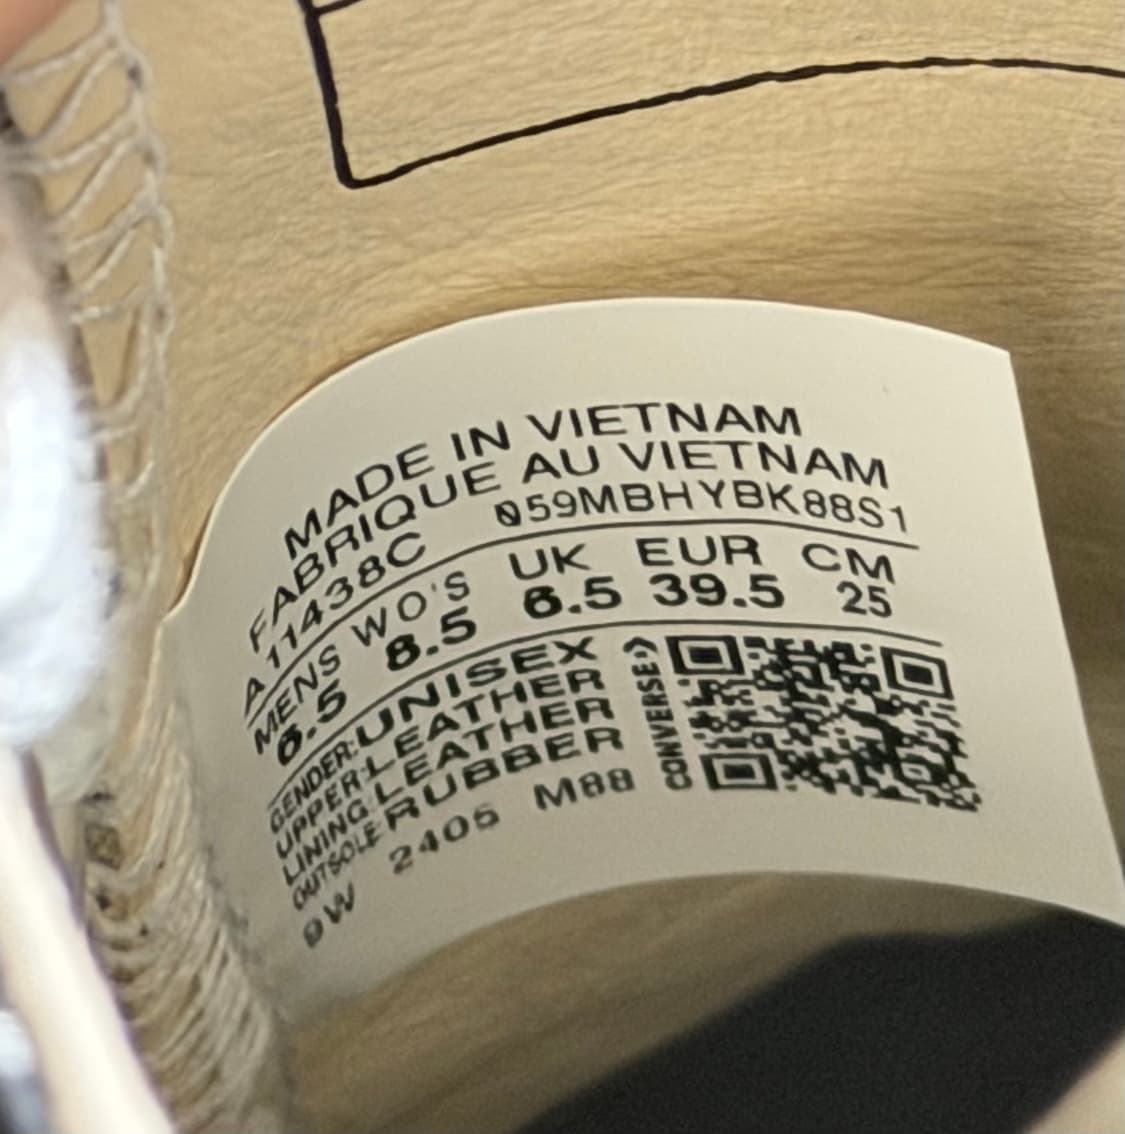 MADE IN VIETNAM
FABRIQUE AU VIETNAM
A11438C 059MBHYBK88S1
MENS WO'S UK EUR CM
6.5 8.5 6.5 39.5 25
GENDER:UNISEX
UPPER:LEATHER
LINING:LEATHER
OUTSOLE:RUBBER
9W 2405 M88
CONVERSE